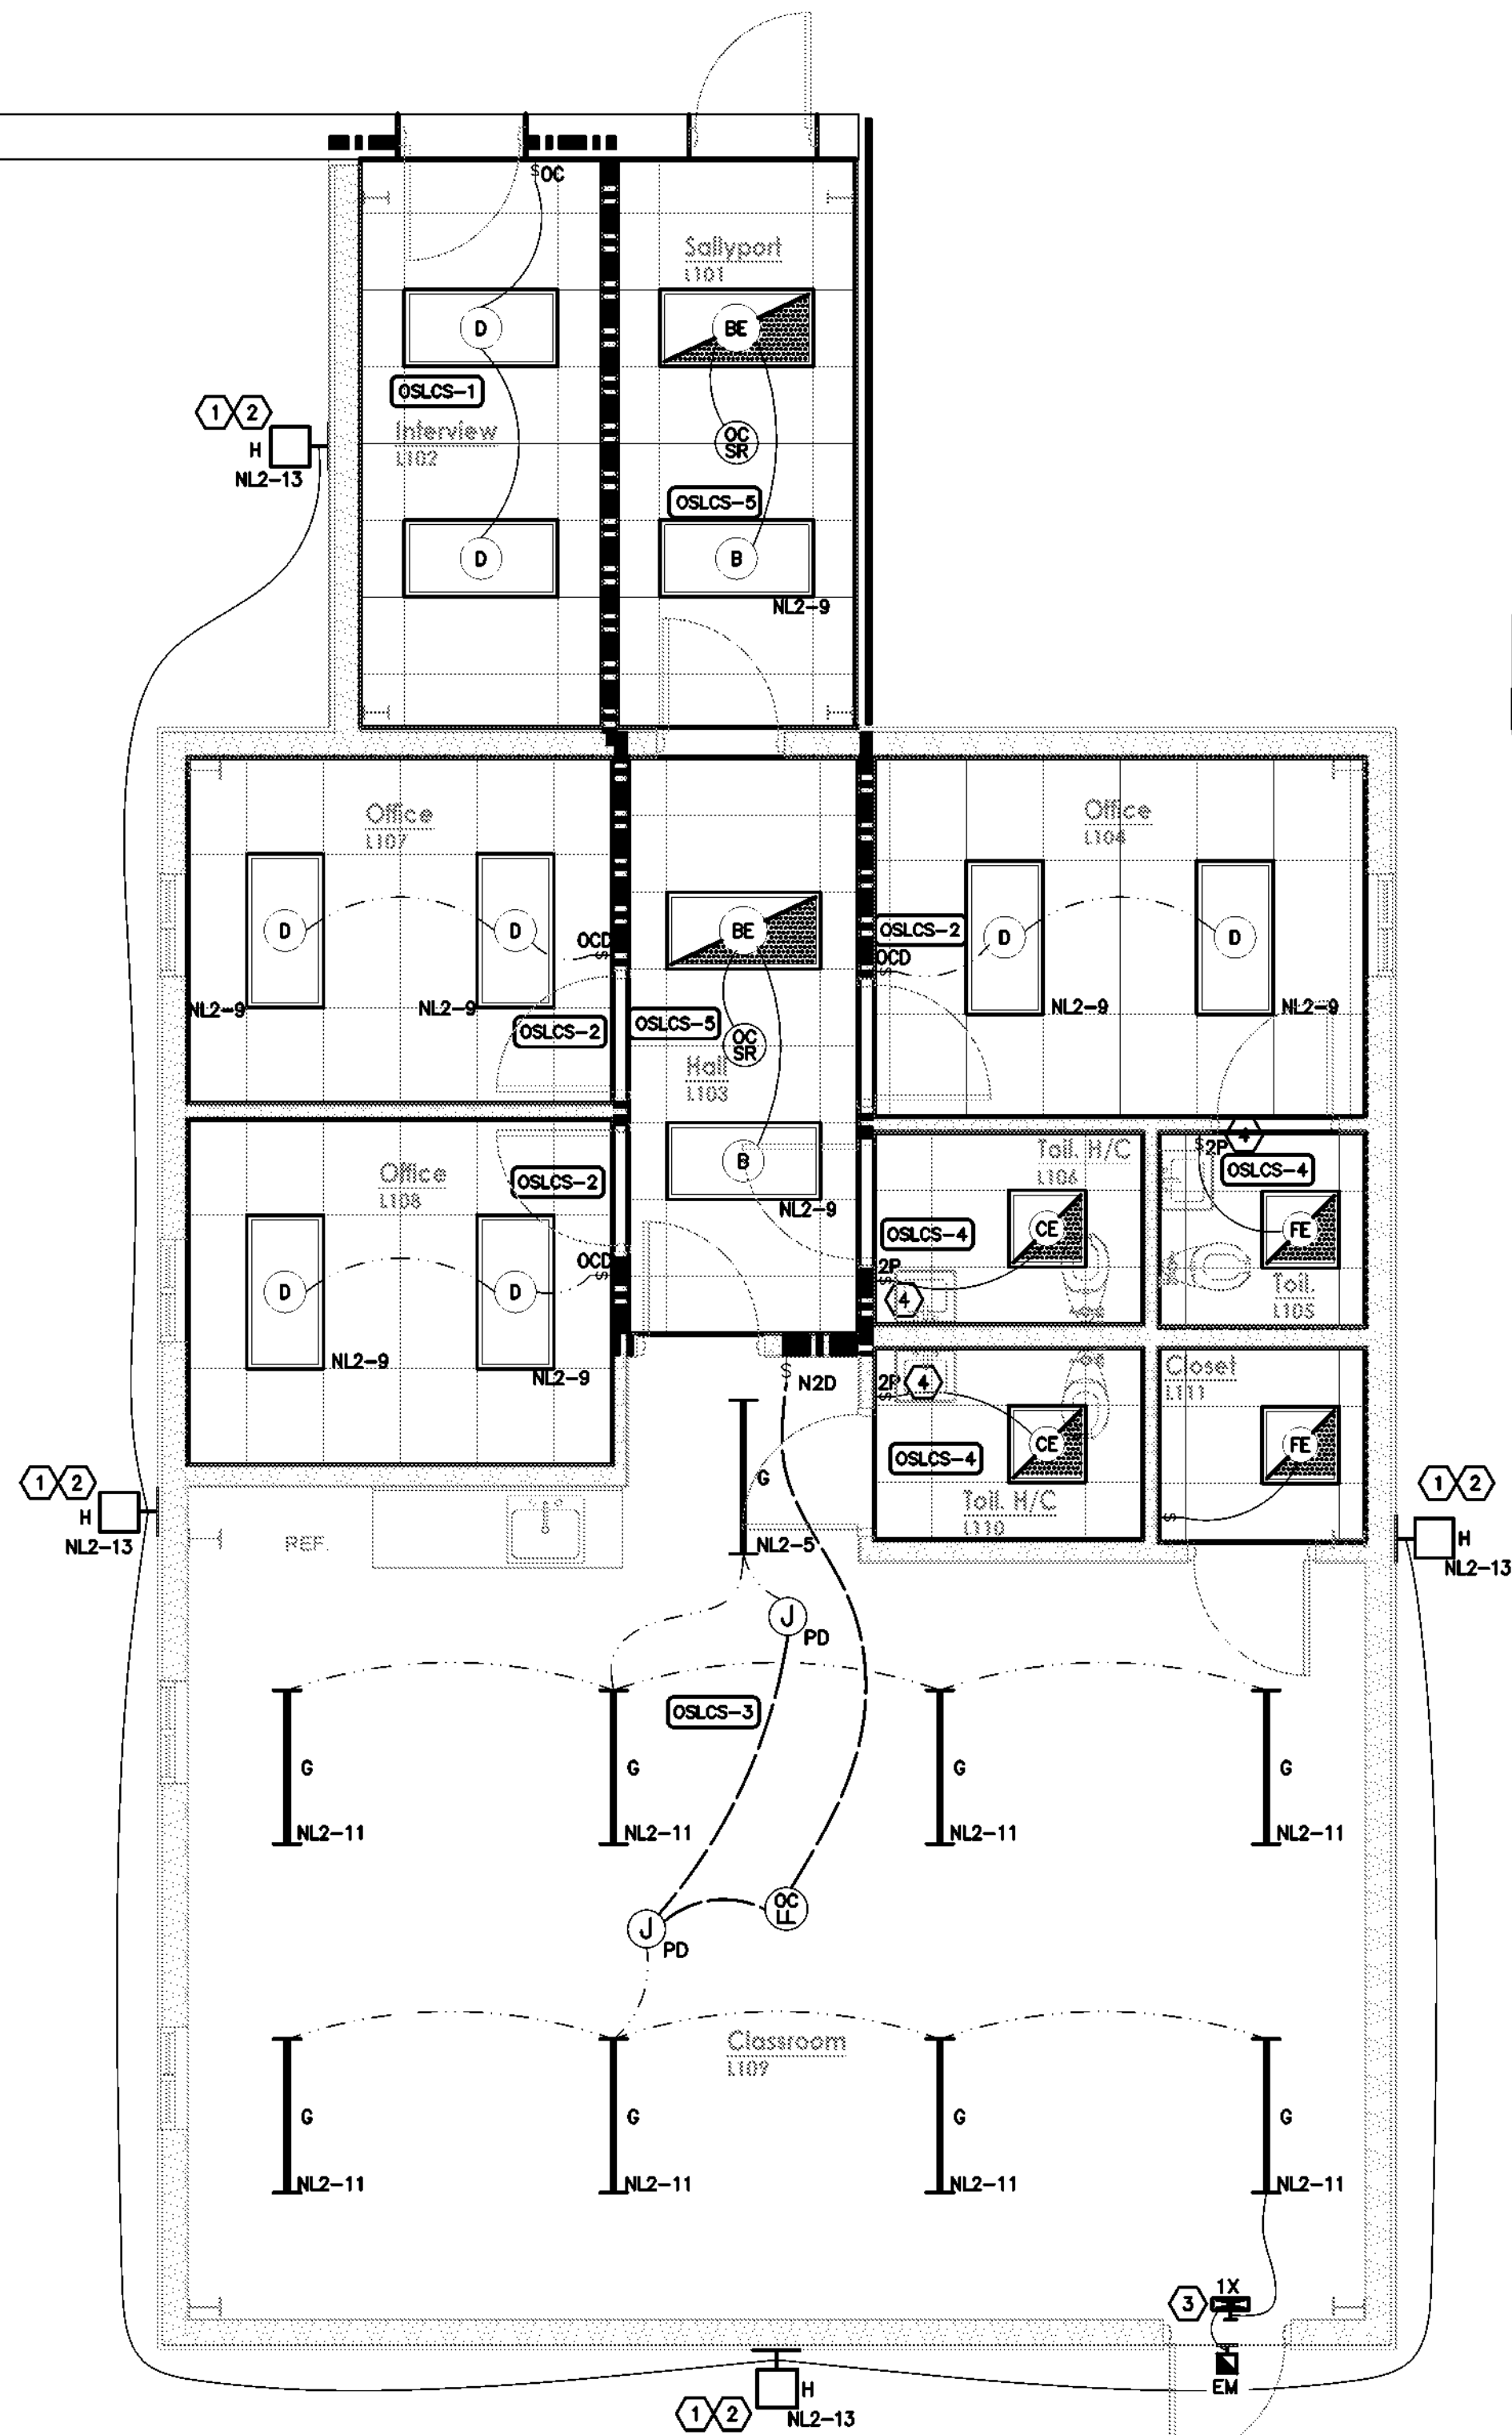 $OC
Sallyport
L101
D
BE
OSLCS-1
1
2
H
NL2-13
Interview
L102
OC
SR
OSLCS-5
D
B
NL2-9
Office
L107
Office
L104
D
D
OCD
$
BE
OSLCS-2
OCD
$
D
D
NL2-9
NL2-9
OSLCS-2
OSLCS-5
OC
SR
NL2-9
NL2-9
Hall
L103
Office
L108
OSLCS-2
B
NL2-9
Toil. H/C
L106
4
$2P
OSLCS-4
OSLCS-4
CE
FE
Toil.
L105
OCD
$
D
D
2P
$
4
NL2-9
NL2-9
$
N2D
2P
$
4
Closet
L111
G
CE
FE
OSLCS-4
Toil. H/C
L110
$
1
2
H
NL2-13
REF.
NL2-5
1
2
H
NL2-13
J
PD
OSLCS-3
G
G
G
G
NL2-11
NL2-11
NL2-11
NL2-11
OC
LL
J
PD
Classroom
L109
G
G
G
G
NL2-11
NL2-11
NL2-11
NL2-11
3
1X
EM
1
2
H
NL2-13